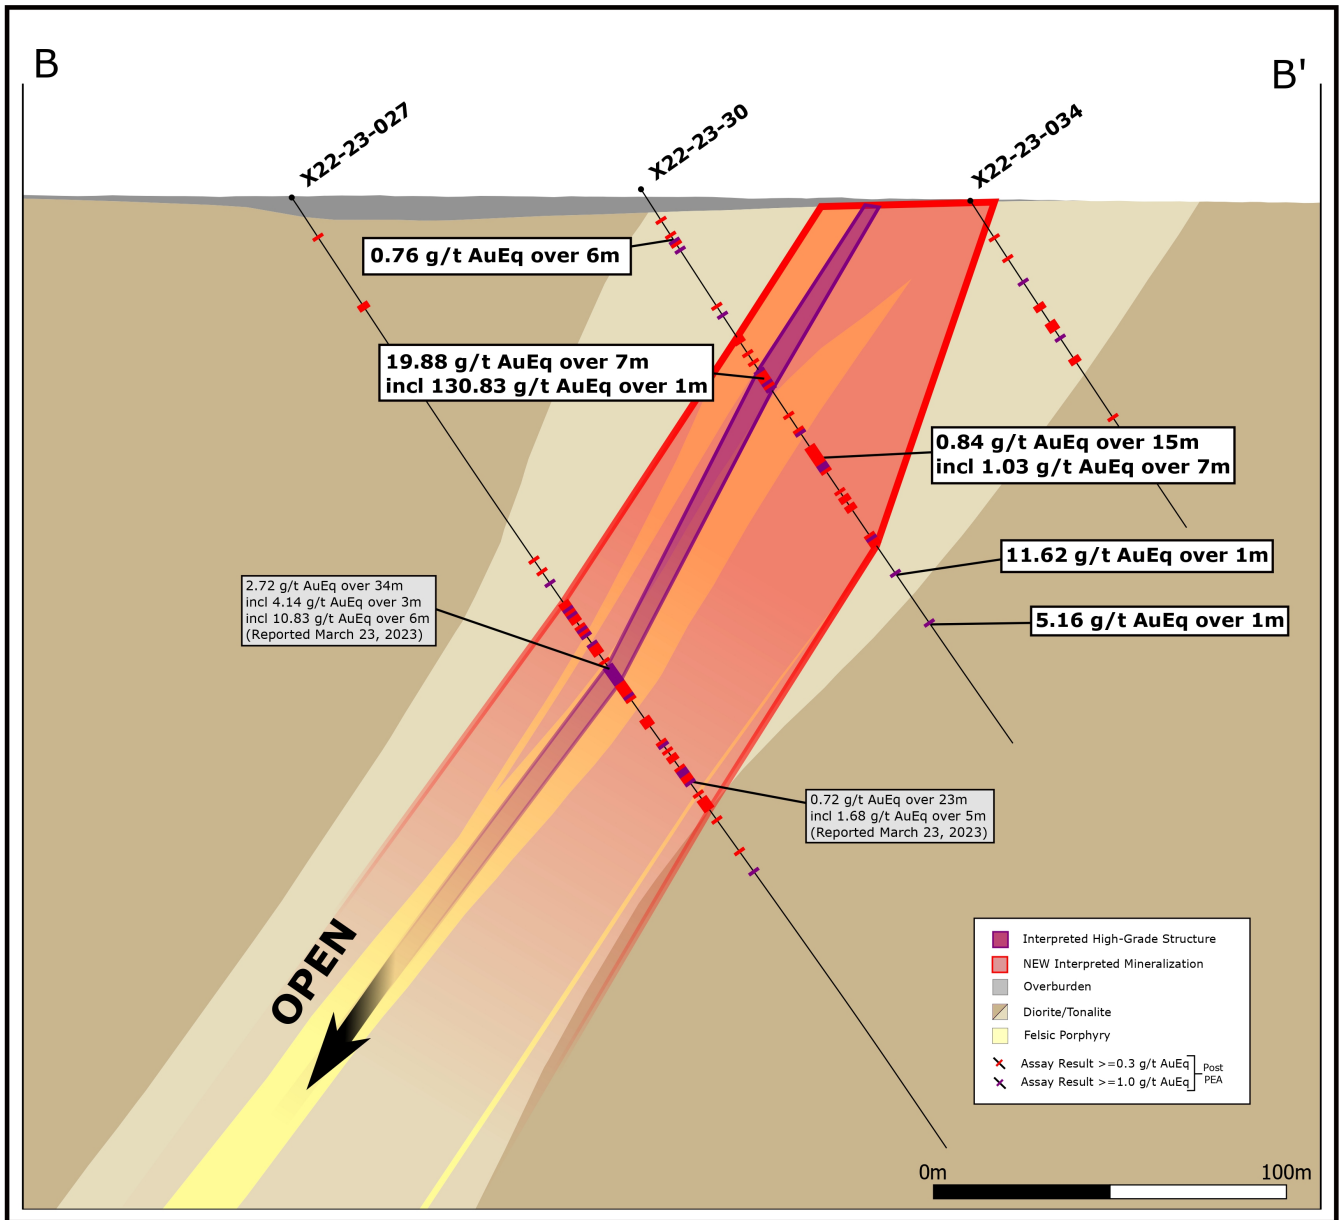 B
B'
X22-23-027
X22-23-30
X22-23-034
0.76 g/t AuEq over 6m
19.88 g/t AuEq over 7m
incl 130.83 g/t AuEq over 1m
0.84 g/t AuEq over 15m
incl 1.03 g/t AuEq over 7m
11.62 g/t AuEq over 1m
5.16 g/t AuEq over 1m
2.72 g/t AuEq over 34m
incl 4.14 g/t AuEq over 3m
incl 10.83 g/t AuEq over 6m
(Reported March 23, 2023)
0.72 g/t AuEq over 23m
incl 1.68 g/t AuEq over 5m
(Reported March 23, 2023)
OPEN
Interpreted High-Grade Structure
NEW Interpreted Mineralization
Overburden
Diorite/Tonalite
Felsic Porphyry
Assay Result >=0.3 g/t AuEq
Assay Result >=1.0 g/t AuEq
Post
PEA
0m
100m